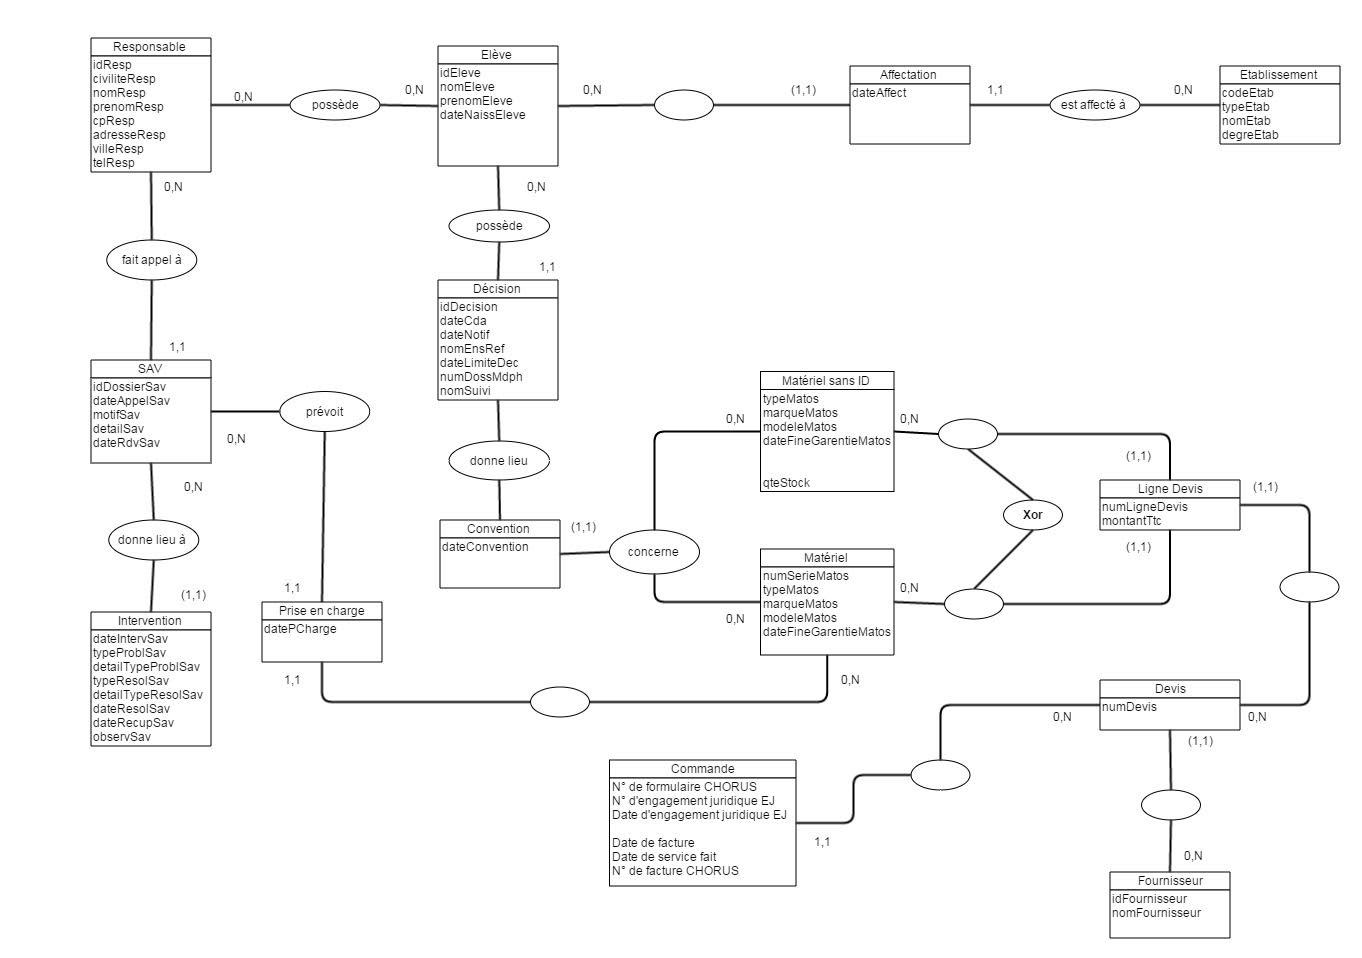 Responsable
idResp
civiliteResp
nomResp
prenomResp
cpResp
adresseResp
villeResp
telResp
0,N
possède
0,N
Elève
idEleve
nomEleve
prenomEleve
dateNaissEleve
0,N
(1,1)
Affectation
dateAffect
1,1
est affecté à
0,N
Etablissement
codeEtab
typeEtab
nomEtab
degreEtab
0,N
fait appel à
1,1
0,N
possède
1,1
SAV
idDossierSav
dateAppelSav
motifSav
detailSav
dateRdvSav
0,N
prévoit
0,N
donne lieu à
(1,1)
Intervention
dateIntervSav
typeProblSav
detailTypeProblSav
typeResolSav
detailTypeResolSav
dateResolSav
dateRecupSav
observSav
1,1
Prise en charge
datePCharge
1,1
Décision
idDecision
dateCda
dateNotif
nomEnsRef
dateLimiteDec
numDossMdph
nomSuivi
donne lieu
Convention
dateConvention
(1,1)
concerne
0,N
0,N
Matériel sans ID
typeMatos
marqueMatos
modeleMatos
dateFineGarentieMatos
qteStock
0,N
Matériel
numSerieMatos
typeMatos
marqueMatos
modeleMatos
dateFineGarentieMatos
0,N
0,N
Xor
(1,1)
Ligne Devis
numLigneDevis
montantTtc
(1,1)
(1,1)
Devis
numDevis
0,N
0,N
(1,1)
0,N
Fournisseur
idFournisseur
nomFournisseur
Commande
N° de formulaire CHORUS
N° d'engagement juridique EJ
Date d'engagement juridique EJ
Date de facture
Date de service fait
N° de facture CHORUS
1,1